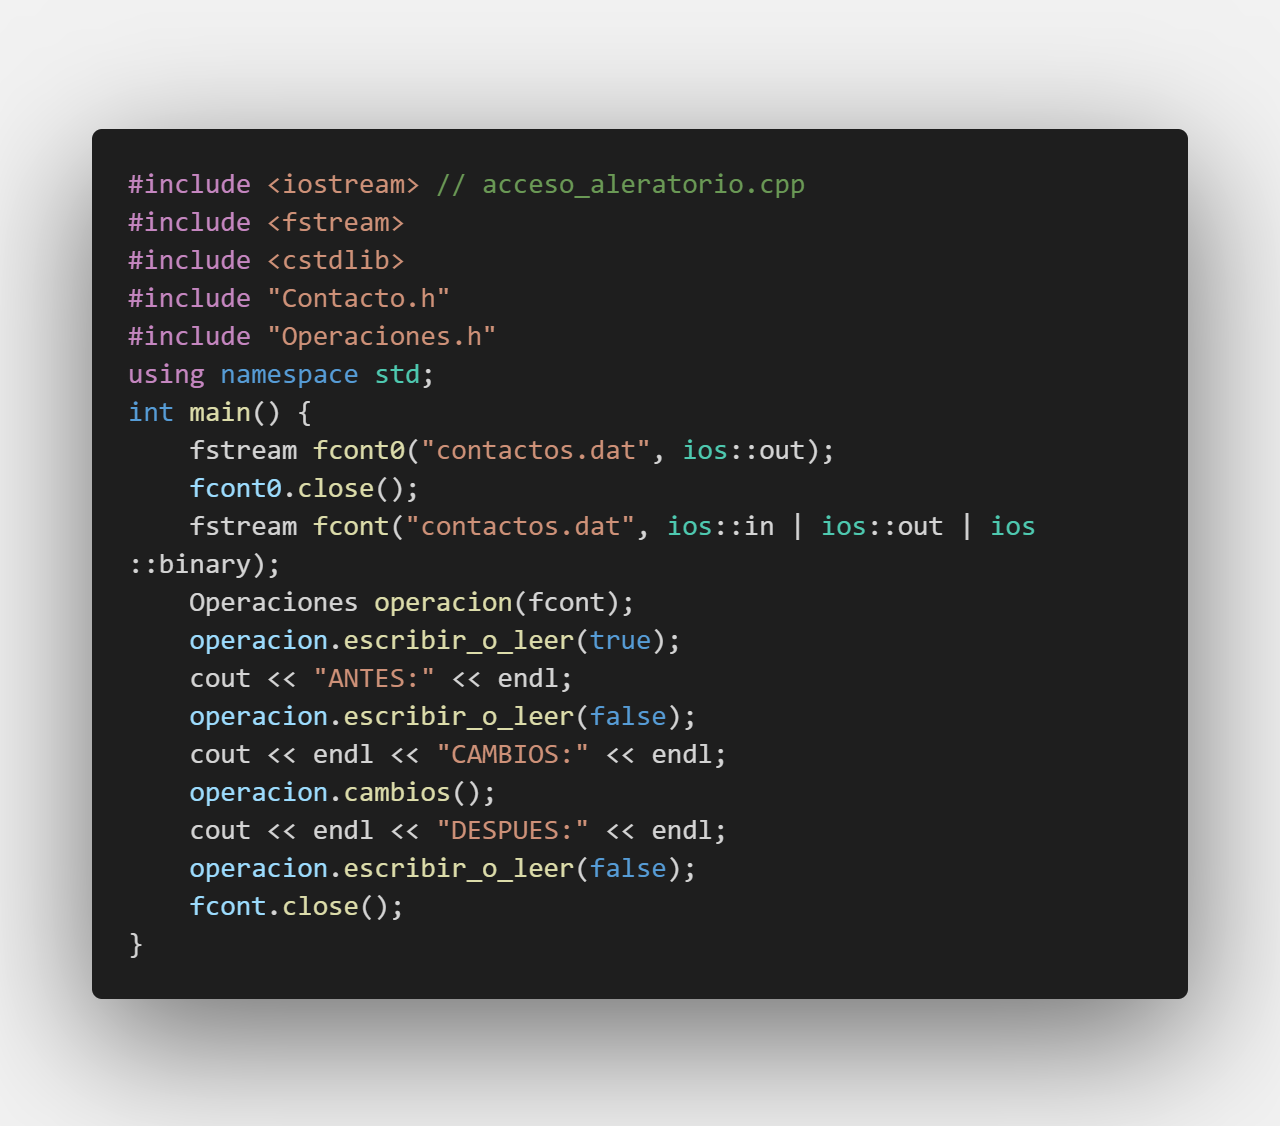 #include <iostream> // acceso_aleratorio.cpp
#include <fstream>
#include <cstdlib>
#include "Contacto.h"
#include "Operaciones.h"
using namespace std;
int main() {
    fstream fcont0("contactos.dat", ios::out);
    fcont0.close();
    fstream fcont("contactos.dat", ios::in | ios::out | ios
::binary);
    Operaciones operacion(fcont);
    operacion.escribir_o_leer(true);
    cout << "ANTES:" << endl;
    operacion.escribir_o_leer(false);
    cout << endl << "CAMBIOS:" << endl;
    operacion.cambios();
    cout << endl << "DESPUES:" << endl;
    operacion.escribir_o_leer(false);
    fcont.close();
}